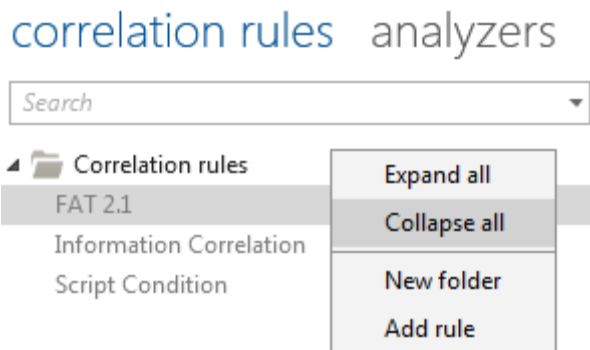 correlation rules analyzers
Search
Correlation rules
FAT 2.1
Information Correlation
Script Condition
Expand all
Collapse all
New folder
Add rule